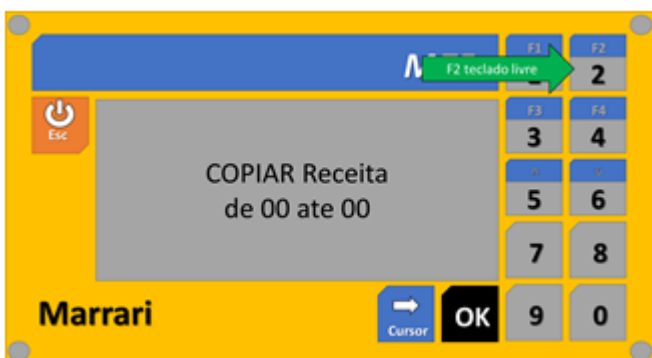 F1
F2
F2 teclado livre
2
Esc
F3
F4
3
4
COPIAR Receita
de 00 ate 00
5
6
7
8
Marrari
Cursor
OK
9
0